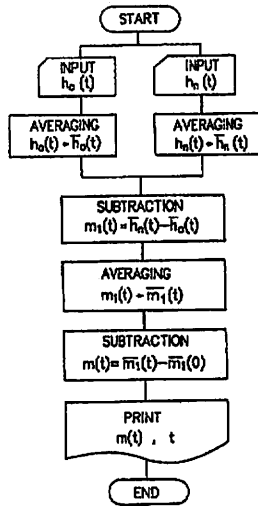 START
INPUT
h₀(t)
INPUT
hₙ(t)
AVERAGING
h₀(t)→h̅₀(t)
AVERAGING
hₙ(t)→h̅ₙ(t)
SUBTRACTION
m₁(t)=h̅ₙ(t)-h̅₀(t)
AVERAGING
m₁(t)→m̅₁(t)
SUBTRACTION
m(t)=m̅₁(t)-m̅₁(0)
PRINT
m(t) , t
END